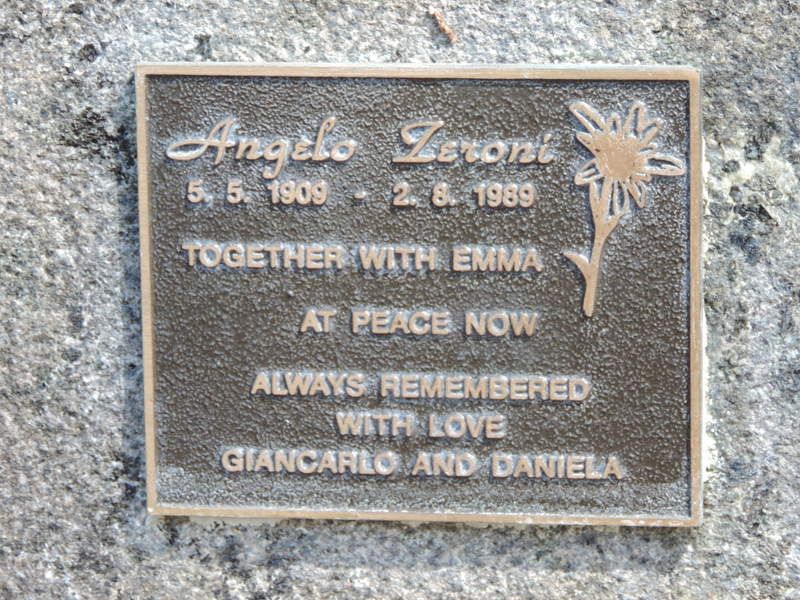 Angelo Zeroni
5. 5. 1909 - 2. 8. 1989
TOGETHER WITH EMMA
AT PEACE NOW
ALWAYS REMEMBERED
WITH LOVE
GIANCARLO AND DANIELA